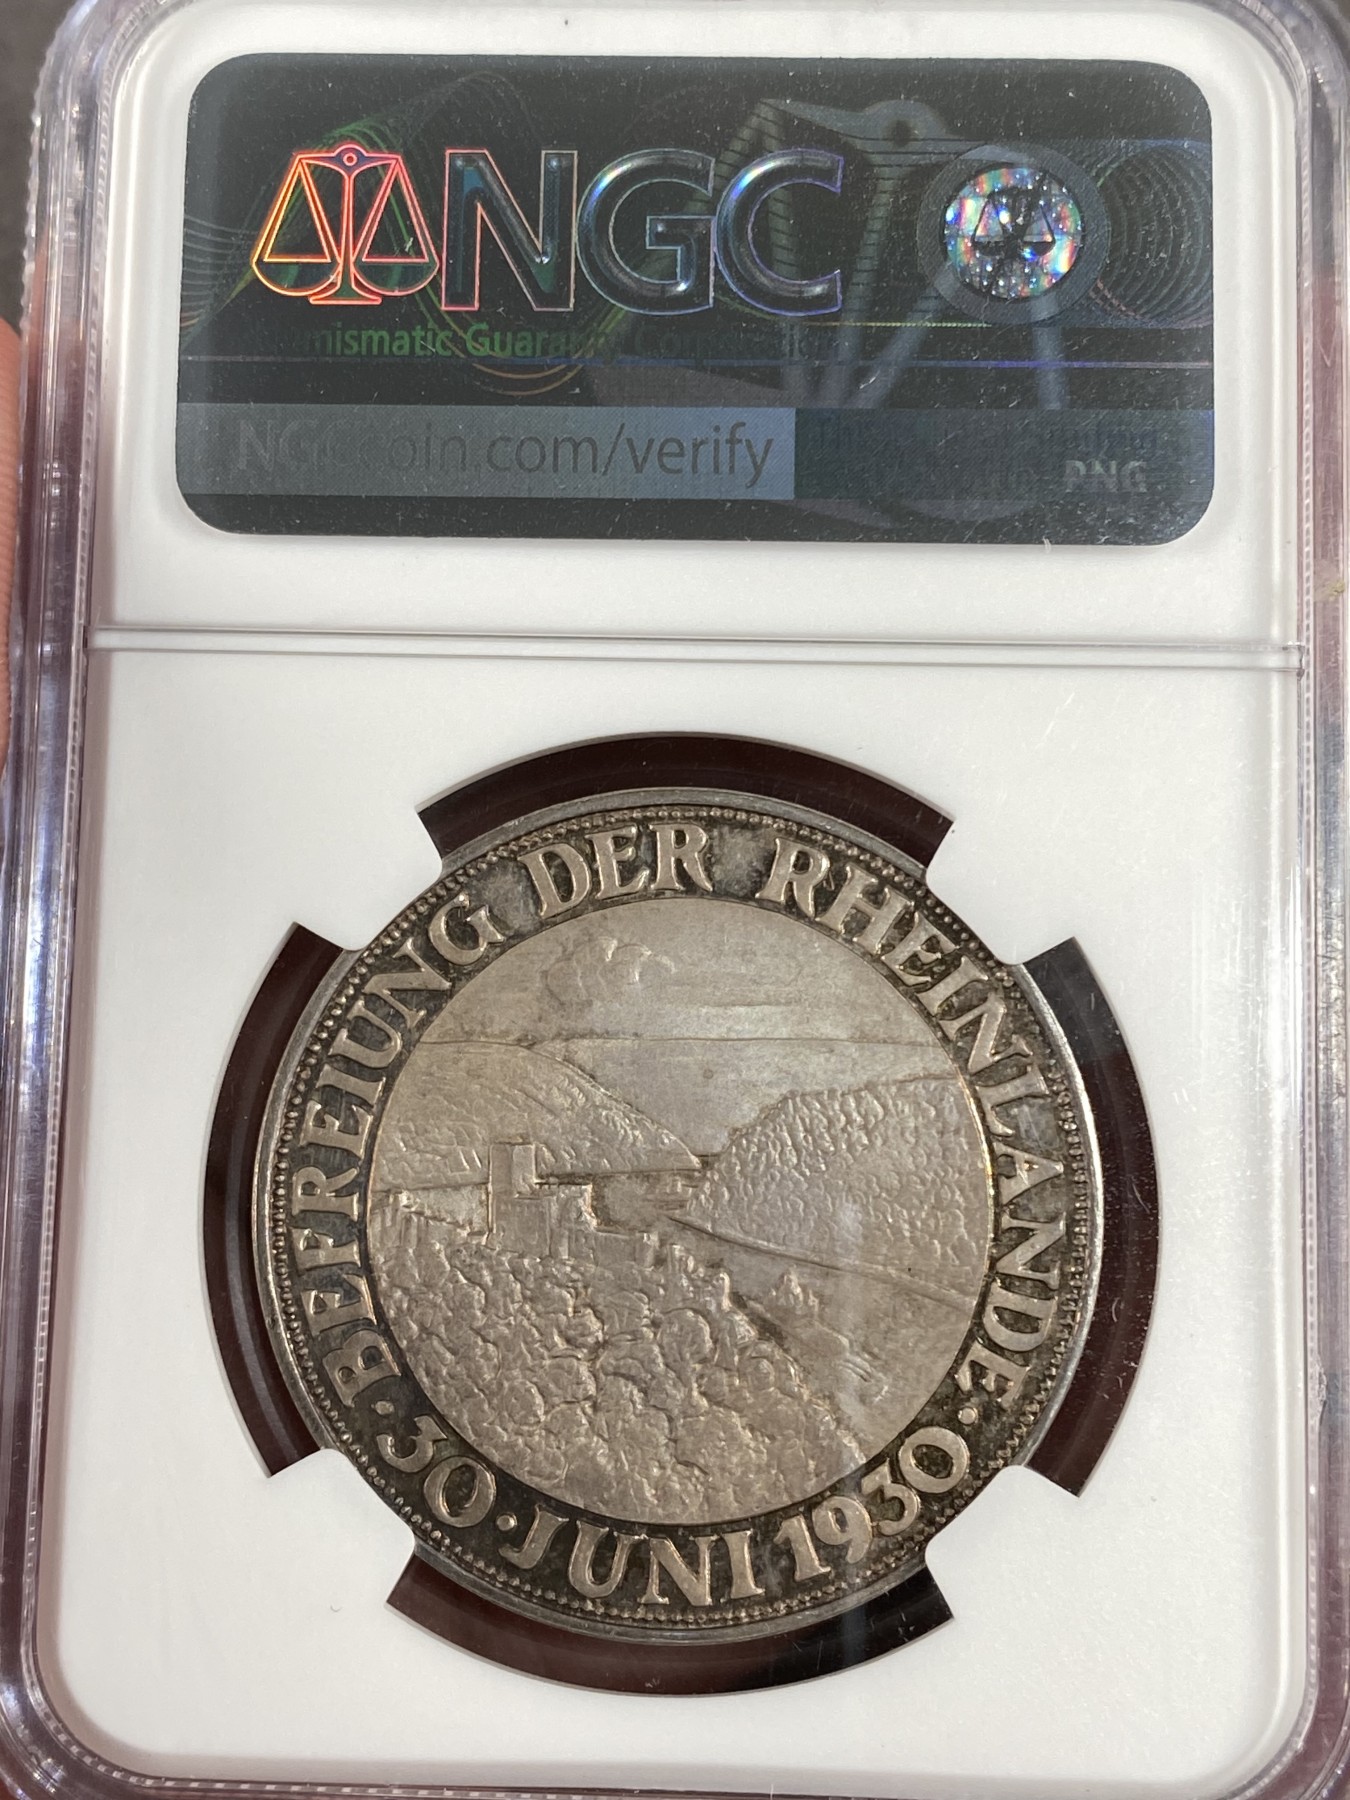 NGC
Numismatic Guaranty Corporation
NGCcoin.com/verify
PNG
· BEFREIUNG DER RHEINLANDE ·
30 · JUNI 1930